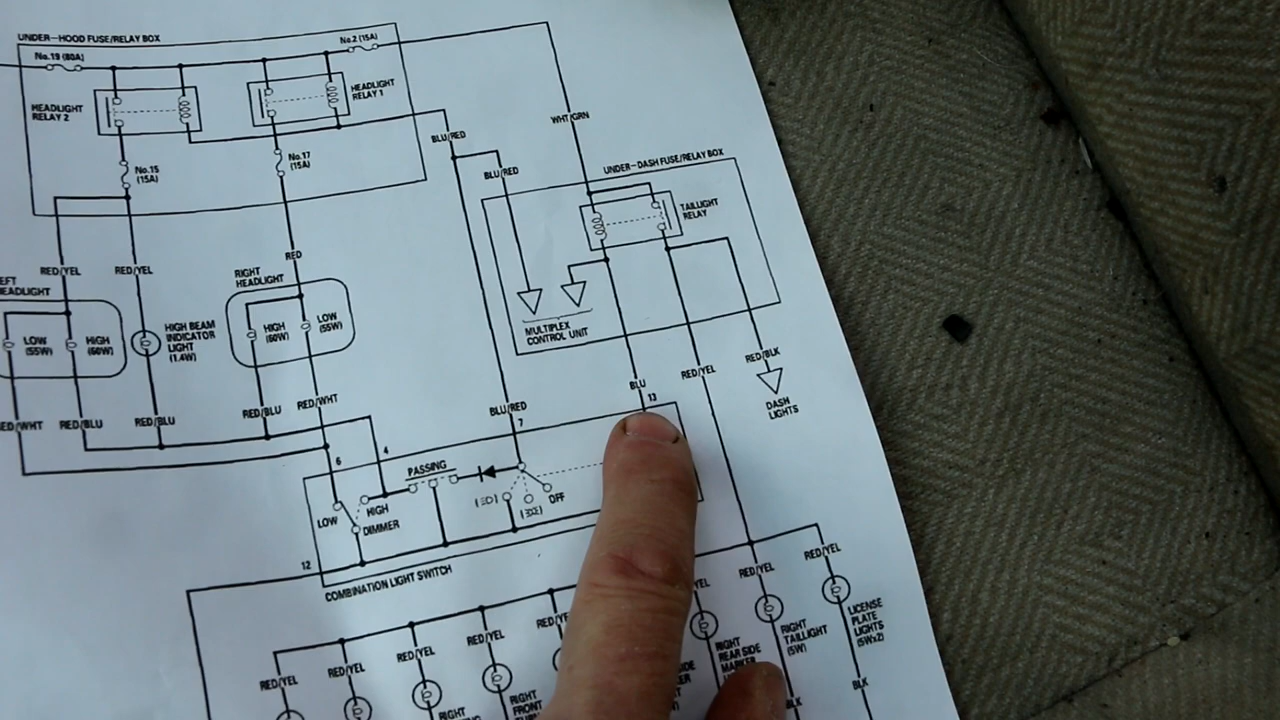 UNDER-HOOD FUSE/RELAY BOX
No.19 (80A)
No.2 (15A)
HEADLIGHT
RELAY 2
HEADLIGHT
RELAY 1
No.15
(15A)
No.17
(15A)
BLU/RED
BLU/RED
WHT/GRN
UNDER-DASH FUSE/RELAY BOX
TAILLIGHT
RELAY
RED/YEL
RED/YEL
RED
RIGHT
HEADLIGHT
HEADLIGHT
LOW
(55W)
HIGH
(60W)
HIGH BEAM
INDICATOR
LIGHT
(1.4W)
HIGH
(60W)
LOW
(55W)
MULTIPLEX
CONTROL UNIT
RED/WHT
RED/BLU
RED/BLU
RED/BLU
RED/WHT
BLU/RED
BLU
RED/YEL
RED/BLK
DASH
LIGHTS
6
4
7
13
PASSING
LOW
HIGH
DIMMER
OFF
12
COMBINATION LIGHT SWITCH
RED/YEL
RED/YEL
RED/YEL
RED/YEL
RED/YEL
YEL
RED/YEL
RED/YEL
RIGHT
FRONT
RIGHT
REAR SIDE
MARKER
RIGHT
TAILLIGHT
(5W)
LICENSE
PLATE
LIGHTS
(5Wx2)
BLK
BLK